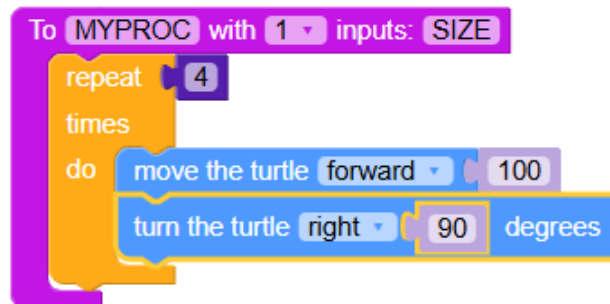 To MYPROC with 1 inputs: SIZE
repeat 4
times
do move the turtle forward 100
turn the turtle right 90 degrees